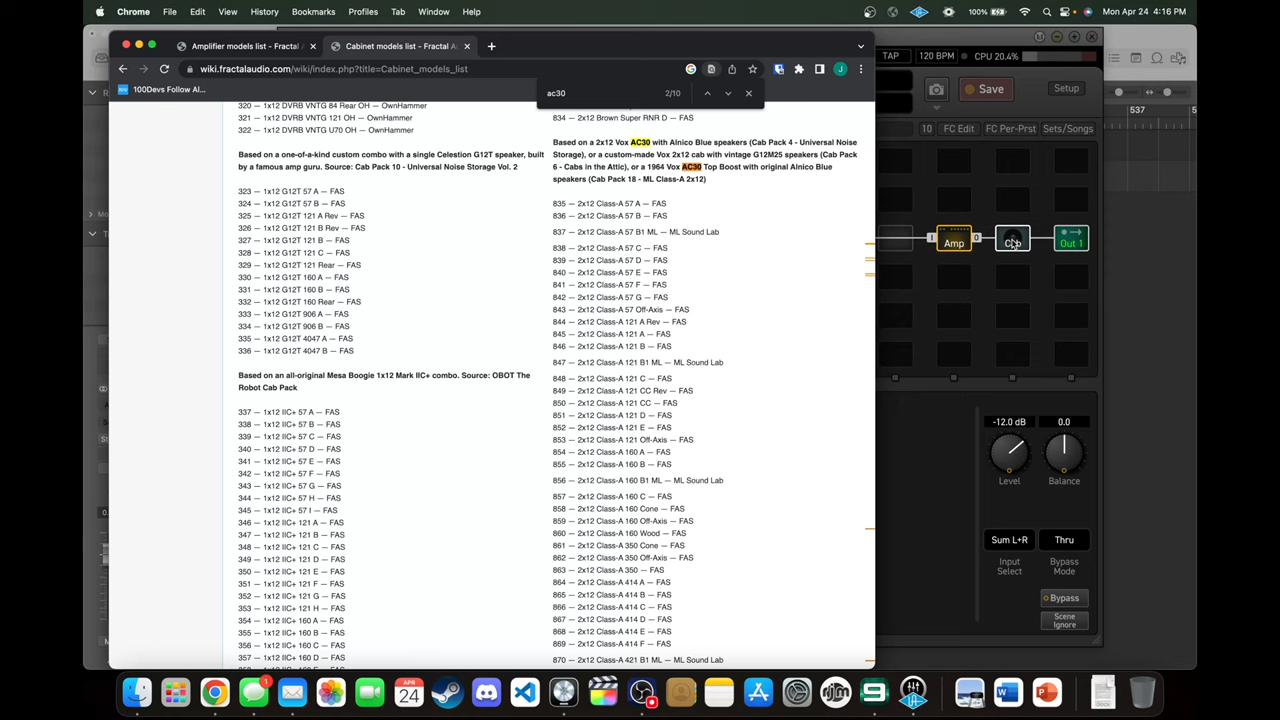 Chrome File Edit View History Bookmarks Profiles Tab Window Help 100% Mon Apr 24 4:16 PM
Amplifier models list - Fractal A
Cabinet models list - Fractal Au
TAP 120 BPM CPU 20.4%
wiki.fractalaudio.com/wiki/index.php?title=Cabinet_models_list
J
100Devs Follow Al...
ac30 2/10
Save Setup
537
10 FC Edit FC Per-Prst Sets/Songs
320 — 1x12 DVRB VNTG 84 Rear OH — OwnHammer
321 — 1x12 DVRB VNTG 121 OH — OwnHammer
322 — 1x12 DVRB VNTG U70 OH — OwnHammer
Based on a one-of-a-kind custom combo with a single Celestion G12T speaker, built
by a famous amp guru. Source: Cab Pack 10 - Universal Noise Storage Vol. 2
323 — 1x12 G12T 57 A — FAS
324 — 1x12 G12T 57 B — FAS
325 — 1x12 G12T 121 A Rev — FAS
326 — 1x12 G12T 121 B Rev — FAS
327 — 1x12 G12T 121 B — FAS
328 — 1x12 G12T 121 C — FAS
329 — 1x12 G12T 121 Rear — FAS
330 — 1x12 G12T 160 A — FAS
331 — 1x12 G12T 160 B — FAS
332 — 1x12 G12T 160 Rear — FAS
333 — 1x12 G12T 906 A — FAS
334 — 1x12 G12T 906 B — FAS
335 — 1x12 G12T 4047 A — FAS
336 — 1x12 G12T 4047 B — FAS
Based on an all-original Mesa Boogie 1x12 Mark IIC+ combo. Source: OBOT The
Robot Cab Pack
337 — 1x12 IIC+ 57 A — FAS
338 — 1x12 IIC+ 57 B — FAS
339 — 1x12 IIC+ 57 C — FAS
340 — 1x12 IIC+ 57 D — FAS
341 — 1x12 IIC+ 57 E — FAS
342 — 1x12 IIC+ 57 F — FAS
343 — 1x12 IIC+ 57 G — FAS
344 — 1x12 IIC+ 57 H — FAS
345 — 1x12 IIC+ 57 I — FAS
346 — 1x12 IIC+ 121 A — FAS
347 — 1x12 IIC+ 121 B — FAS
348 — 1x12 IIC+ 121 C — FAS
349 — 1x12 IIC+ 121 D — FAS
350 — 1x12 IIC+ 121 E — FAS
351 — 1x12 IIC+ 121 F — FAS
352 — 1x12 IIC+ 121 G — FAS
353 — 1x12 IIC+ 121 H — FAS
354 — 1x12 IIC+ 160 A — FAS
355 — 1x12 IIC+ 160 B — FAS
356 — 1x12 IIC+ 160 C — FAS
357 — 1x12 IIC+ 160 D — FAS
834 — 2x12 Brown Super RNR D — FAS
Based on a 2x12 Vox AC30 with Alnico Blue speakers (Cab Pack 4 - Universal Noise
Storage), or a custom-made Vox 2x12 cab with vintage G12M25 speakers (Cab Pack
6 - Cabs in the Attic), or a 1964 Vox AC30 Top Boost with original Alnico Blue
speakers (Cab Pack 18 - ML Class-A 2x12)
835 — 2x12 Class-A 57 A — FAS
836 — 2x12 Class-A 57 B — FAS
837 — 2x12 Class-A 57 B1 ML — ML Sound Lab
838 — 2x12 Class-A 57 C — FAS
839 — 2x12 Class-A 57 D — FAS
840 — 2x12 Class-A 57 E — FAS
841 — 2x12 Class-A 57 F — FAS
842 — 2x12 Class-A 57 G — FAS
843 — 2x12 Class-A 57 Off-Axis — FAS
844 — 2x12 Class-A 121 A Rev — FAS
845 — 2x12 Class-A 121 A — FAS
846 — 2x12 Class-A 121 B — FAS
847 — 2x12 Class-A 121 B1 ML — ML Sound Lab
848 — 2x12 Class-A 121 C — FAS
849 — 2x12 Class-A 121 CC Rev — FAS
850 — 2x12 Class-A 121 CC — FAS
851 — 2x12 Class-A 121 D — FAS
852 — 2x12 Class-A 121 E — FAS
853 — 2x12 Class-A 121 Off-Axis — FAS
854 — 2x12 Class-A 160 A — FAS
855 — 2x12 Class-A 160 B — FAS
856 — 2x12 Class-A 160 B1 ML — ML Sound Lab
857 — 2x12 Class-A 160 C — FAS
858 — 2x12 Class-A 160 Cone — FAS
859 — 2x12 Class-A 160 Off-Axis — FAS
860 — 2x12 Class-A 160 Wood — FAS
861 — 2x12 Class-A 350 Cone — FAS
862 — 2x12 Class-A 350 Off-Axis — FAS
863 — 2x12 Class-A 350 — FAS
864 — 2x12 Class-A 414 A — FAS
865 — 2x12 Class-A 414 B — FAS
866 — 2x12 Class-A 414 C — FAS
867 — 2x12 Class-A 414 D — FAS
868 — 2x12 Class-A 414 E — FAS
869 — 2x12 Class-A 414 F — FAS
870 — 2x12 Class-A 421 B1 ML — ML Sound Lab
Amp Cab Out 1
-12.0 dB 0.0
Level Balance
Sum L+R Thru
Input Bypass
Select Mode
Bypass
Scene
Ignore
1
APR
24